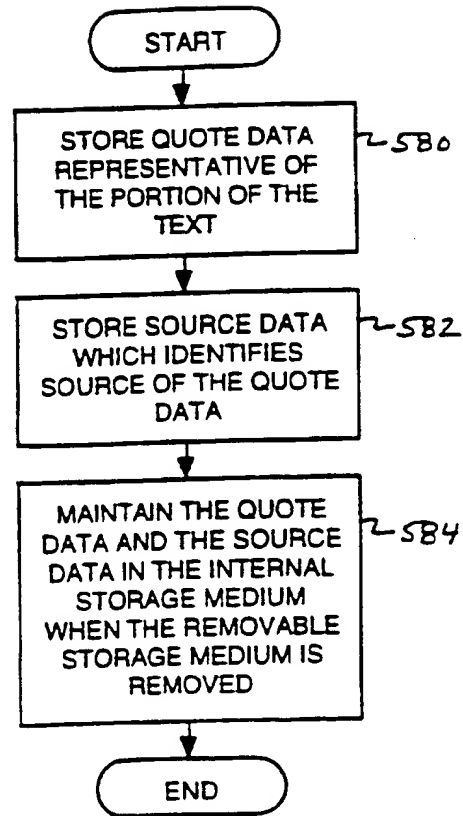 START
STORE QUOTE DATA
REPRESENTATIVE OF
THE PORTION OF THE
TEXT
580
STORE SOURCE DATA
WHICH IDENTIFIES
SOURCE OF THE QUOTE
DATA
582
MAINTAIN THE QUOTE
DATA AND THE SOURCE
DATA IN THE INTERNAL
STORAGE MEDIUM
WHEN THE REMOVABLE
STORAGE MEDIUM IS
REMOVED
584
END